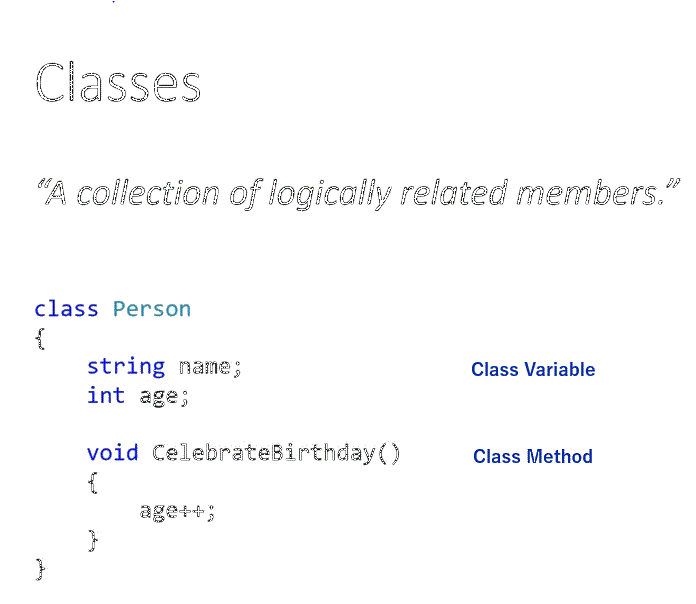 Classes
“A collection of logically related members.”
class Person
{
string name; Class Variable
int age;
void CelebrateBirthday() Class Method
{
age++;
}
}